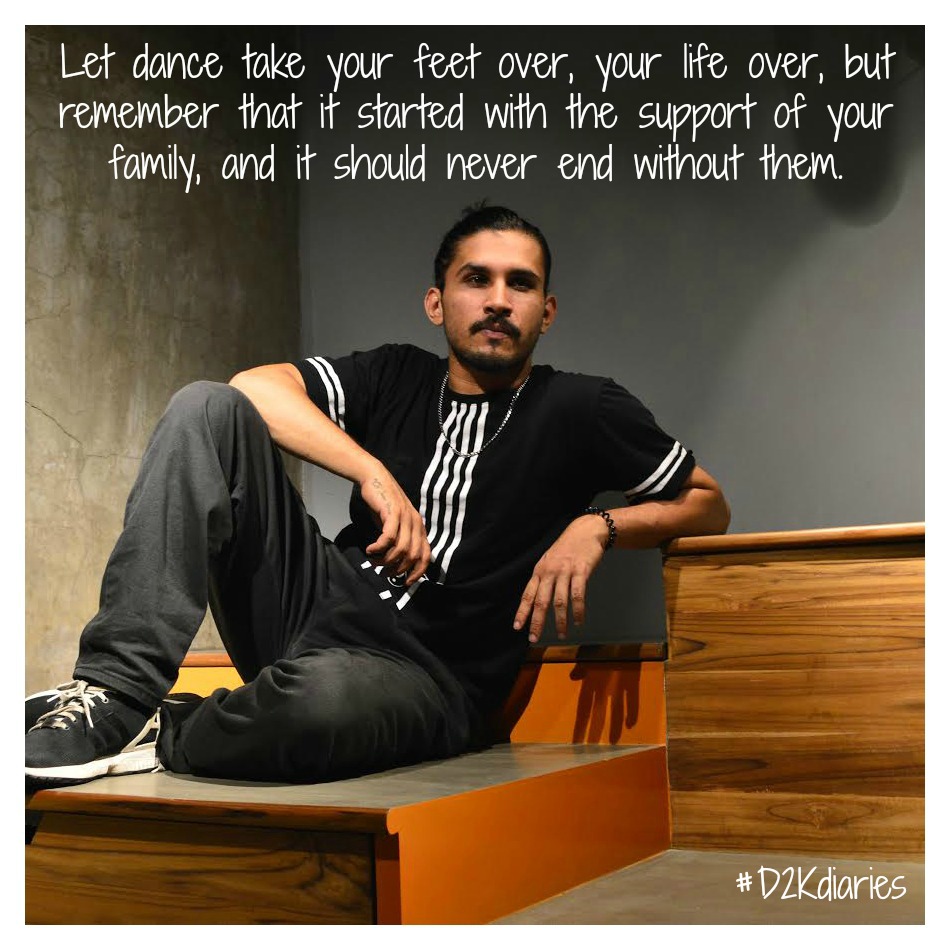 Let dance take your feet over, your life over, but
remember that it started with the support of your
family, and it should never end without them.
#D2Kdiaries